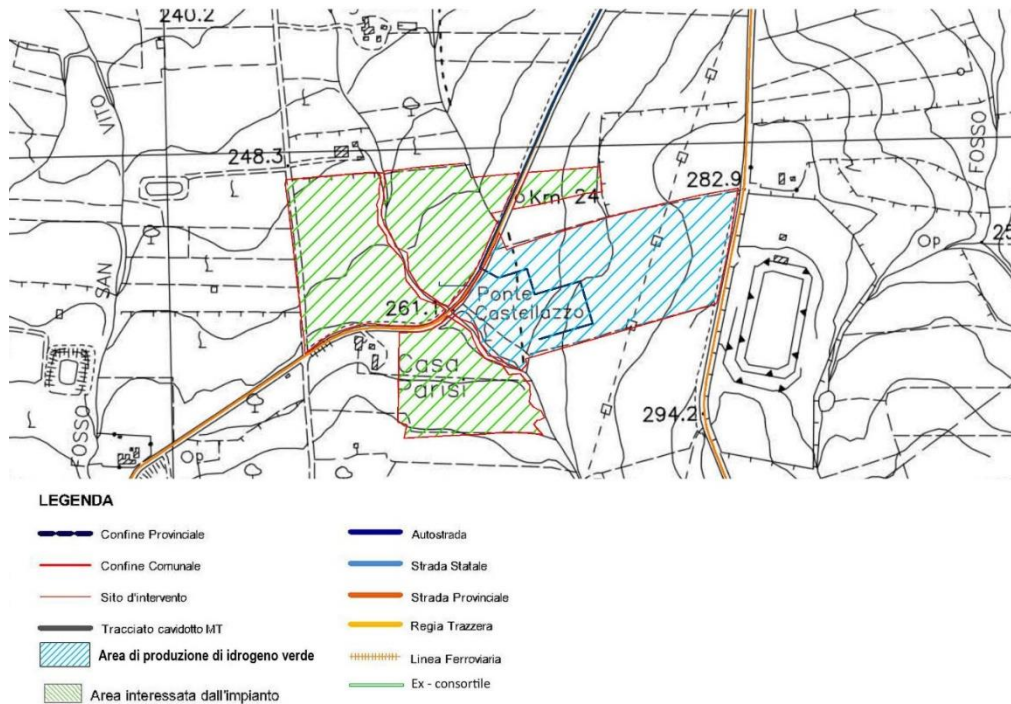 240.2
VITO
FOSSO
248.3
Km 24
282.9
Op
25
SAN
261.1
Ponte
Castellazzo
Casa
Parisi
294.2
FOSSO
Op
LEGENDA
Confine Provinciale
Autostrada
Confine Comunale
Strada Statale
Sito d'intervento
Strada Provinciale
Tracciato cavidotto MT
Regia Trazzera
Area di produzione di idrogeno verde
Linea Ferroviaria
Area interessata dall'impianto
Ex - consortile